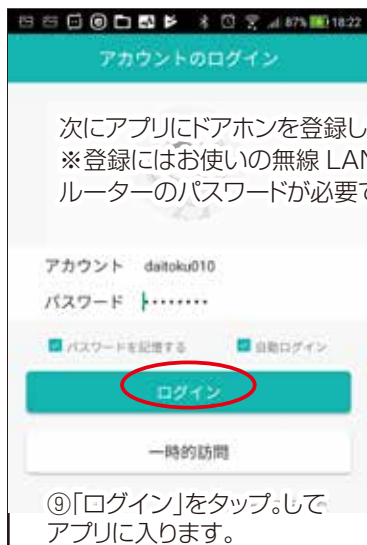 87% 18:22
アカウントのログイン
次にアプリにドアホンを登録し
※登録にはお使いの無線 LAN
ルーターのパスワードが必要で
アカウント daitoku010
パスワード ••••••••
パスワードを記憶する 自動ログイン
ログイン
一時的訪問
⑨「ログイン」をタップ。して
アプリに入ります。